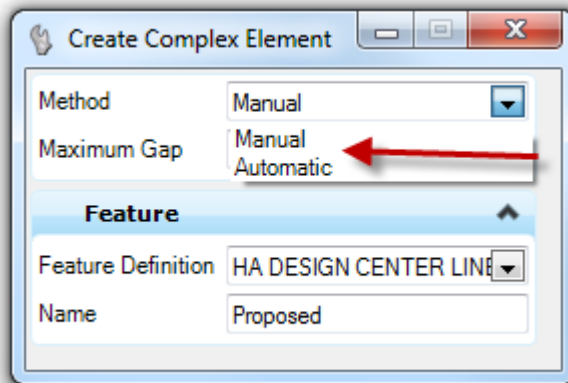 Create Complex Element
Method Manual
Maximum Gap Manual
Automatic
Feature
Feature Definition HA DESIGN CENTER LINE
Name Proposed